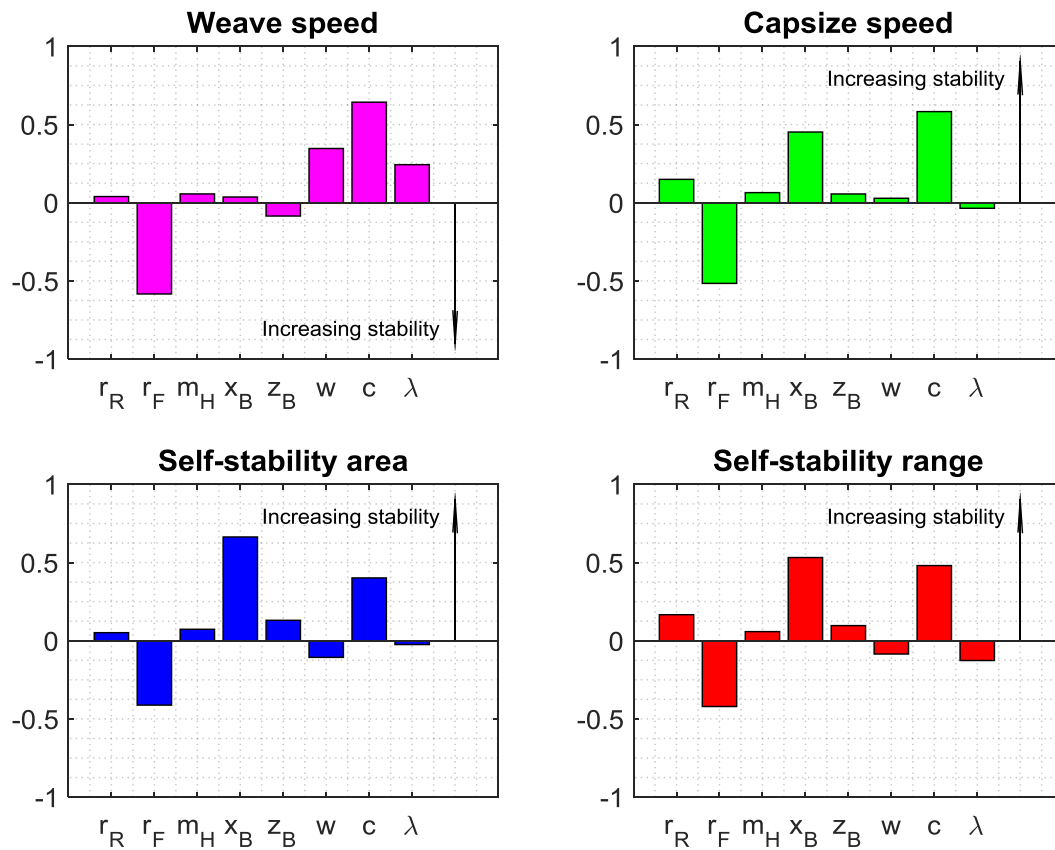 Weave speed
1
0.5
0
-0.5
-1
Increasing stability
r_R r_F m_H x_B z_B w c λ
Capsize speed
1
0.5
0
-0.5
-1
Increasing stability
r_R r_F m_H x_B z_B w c λ
Self-stability area
1
0.5
0
-0.5
-1
Increasing stability
r_R r_F m_H x_B z_B w c λ
Self-stability range
1
0.5
0
-0.5
-1
Increasing stability
r_R r_F m_H x_B z_B w c λ